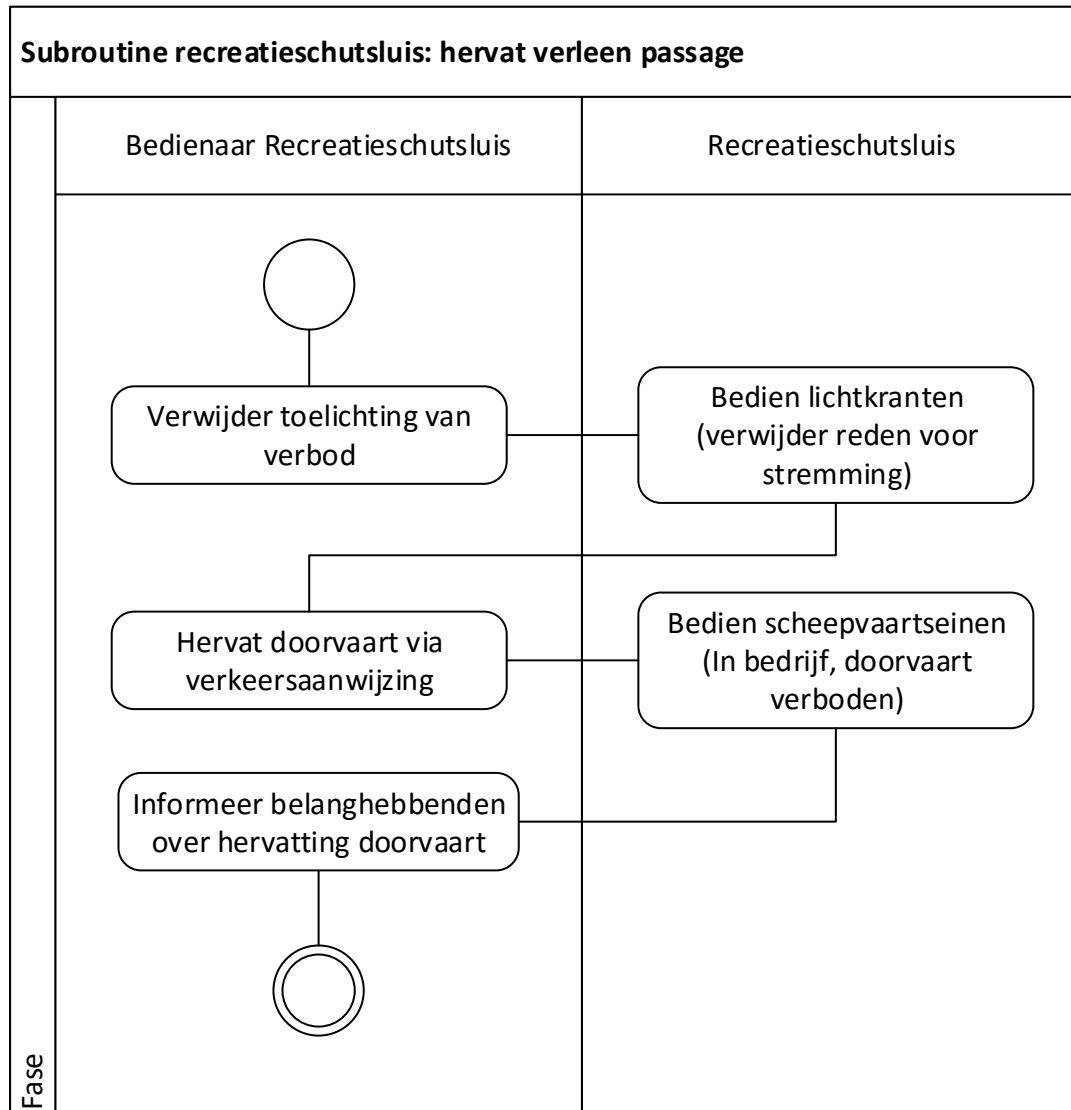 Subroutine recreatieschutsluis: hervat verleen passage
Bedienaar Recreatieschutsluis
Recreatieschutsluis
Verwijder toelichting van
verbod
Bedien lichtkranten
(verwijder reden voor
stremming)
Hervat doorvaart via
verkeersaanwijzing
Bedien scheepvaartseinen
(In bedrijf, doorvaart
verboden)
Informeer belanghebbenden
over hervatting doorvaart
Fase